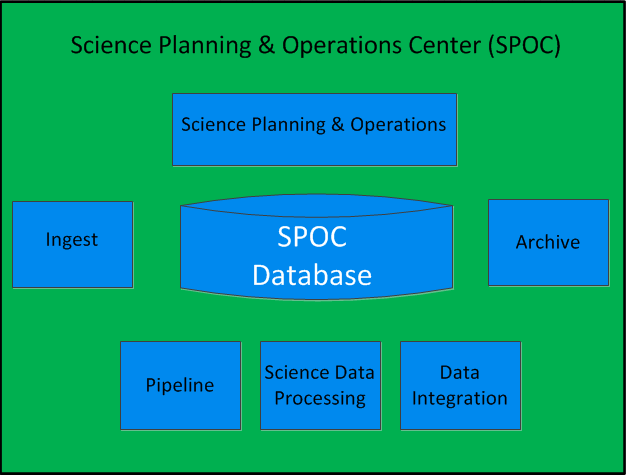 Science Planning & Operations Center (SPOC)
Science Planning & Operations
Ingest
SPOC
Database
Archive
Pipeline
Science Data
Processing
Data
Integration